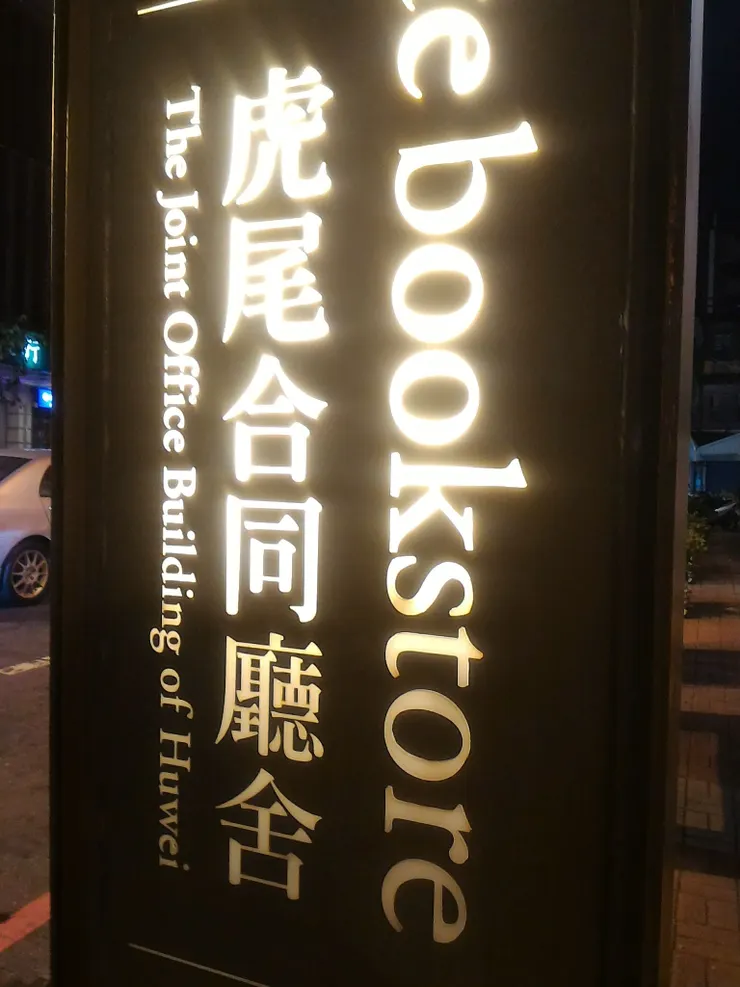 e bookstore
虎尾合同廳舍
The Joint Office Building of Huwei